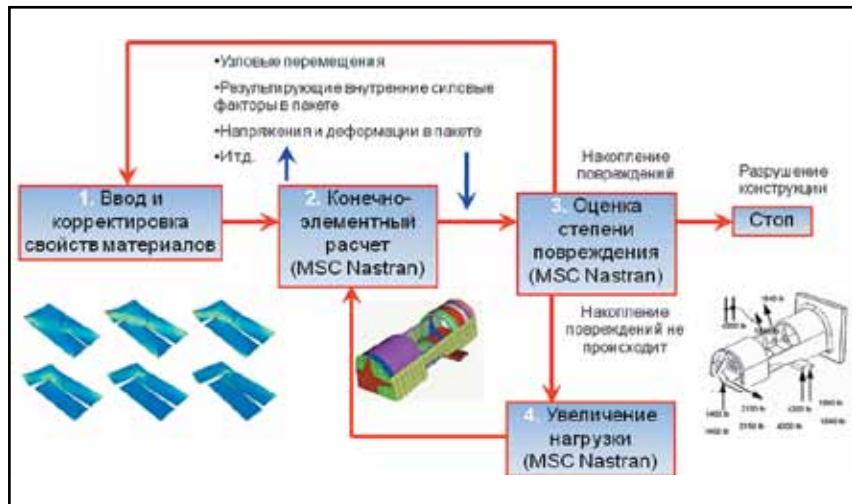 •Узловые перемещения
•Результирующие внутренние силовые
факторы в пакете
•Напряжения и деформации в пакете
•Итд.
Накопление
повреждений
Разрушение
конструкции
1. Ввод и
корректировка
свойств материалов
2. Конечно-
элементный
расчет
(MSC Nastran)
3. Оценка
степени
повреждения
(MSC Nastran)
Стоп
Накопление
повреждений не
происходит
4. Увеличение
нагрузки
(MSC Nastran)